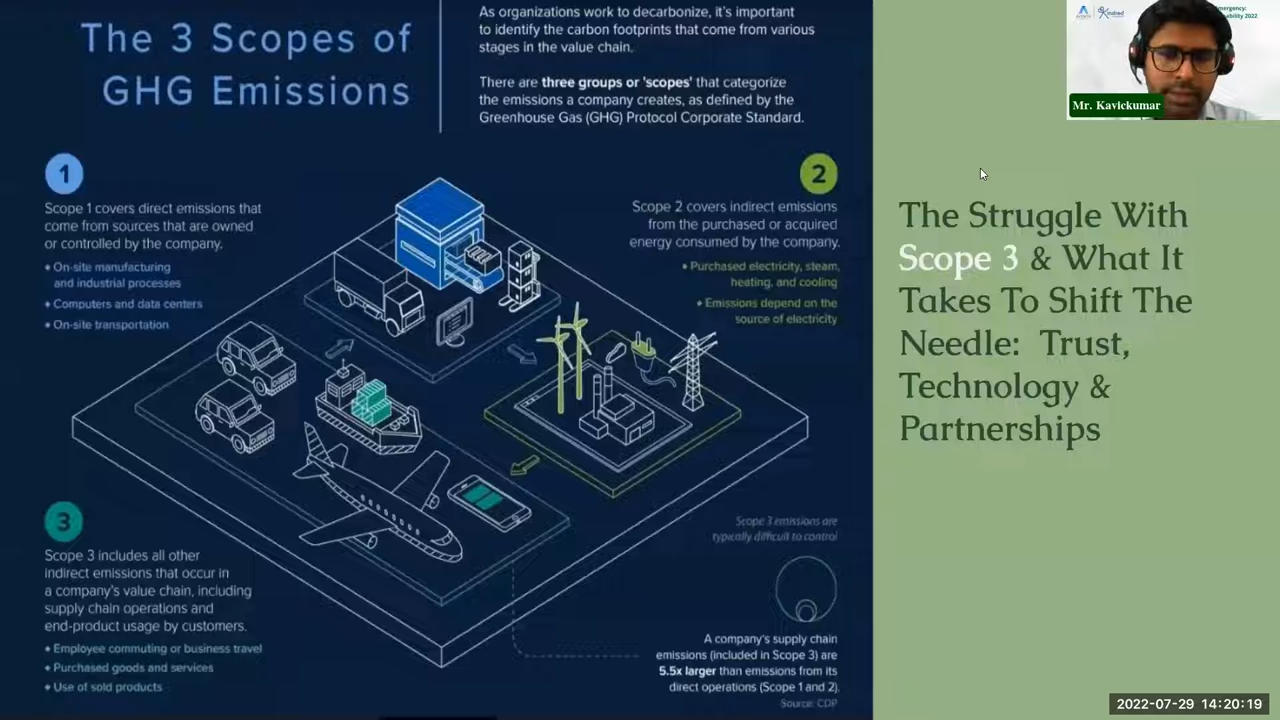 The 3 Scopes of
GHG Emissions
As organizations work to decarbonize, it's important
to identify the carbon footprints that come from various
stages in the value chain.
There are three groups or 'scopes' that categorize
the emissions a company creates, as defined by the
Greenhouse Gas (GHG) Protocol Corporate Standard.
1
Scope 1 covers direct emissions that
come from sources that are owned
or controlled by the company.
• On-site manufacturing
and industrial processes
• Computers and data centers
• On-site transportation
2
Scope 2 covers indirect emissions
from the purchased or acquired
energy consumed by the company.
• Purchased electricity, steam,
heating, and cooling
• Emissions depend on the
source of electricity
3
Scope 3 includes all other
indirect emissions that occur in
a company's value chain, including
supply chain operations and
end-product usage by customers.
• Employee commuting or business travel
• Purchased goods and services
• Use of sold products
Scope 3 emissions are
typically difficult to control
A company's supply chain
emissions (included in Scope 3) are
5.5x larger than emissions from its
direct operations (Scope 1 and 2).
Source: CDP
Mr. Kavickumar
The Struggle With
Scope 3 & What It
Takes To Shift The
Needle: Trust,
Technology &
Partnerships
2022-07-29 14:20:19